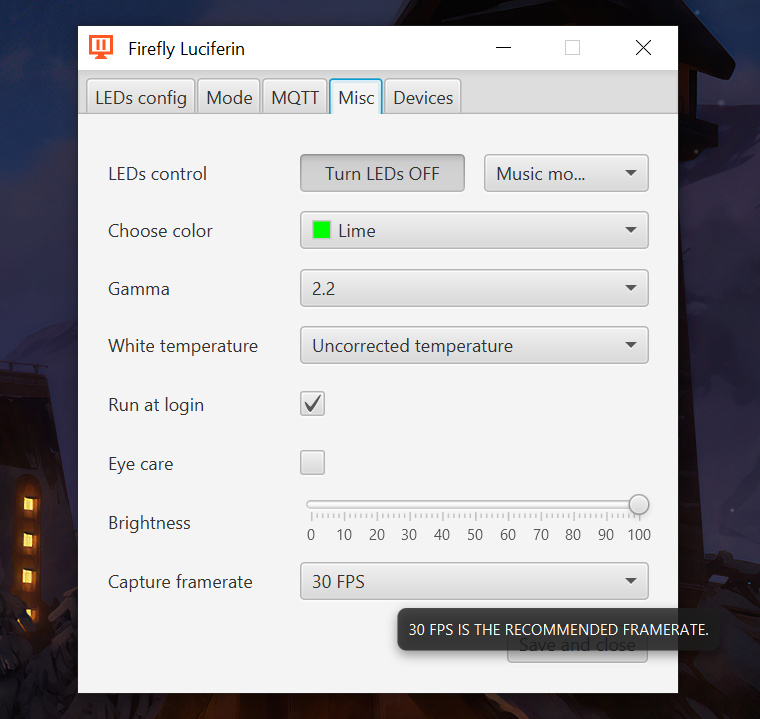 Firefly Luciferin
LEDs config Mode MQTT Misc Devices
LEDs control Turn LEDs OFF Music mo...
Choose color Lime
Gamma 2.2
White temperature Uncorrected temperature
Run at login
Eye care
Brightness
0 10 20 30 40 50 60 70 80 90 100
Capture framerate 30 FPS
30 FPS IS THE RECOMMENDED FRAMERATE.
Save and close